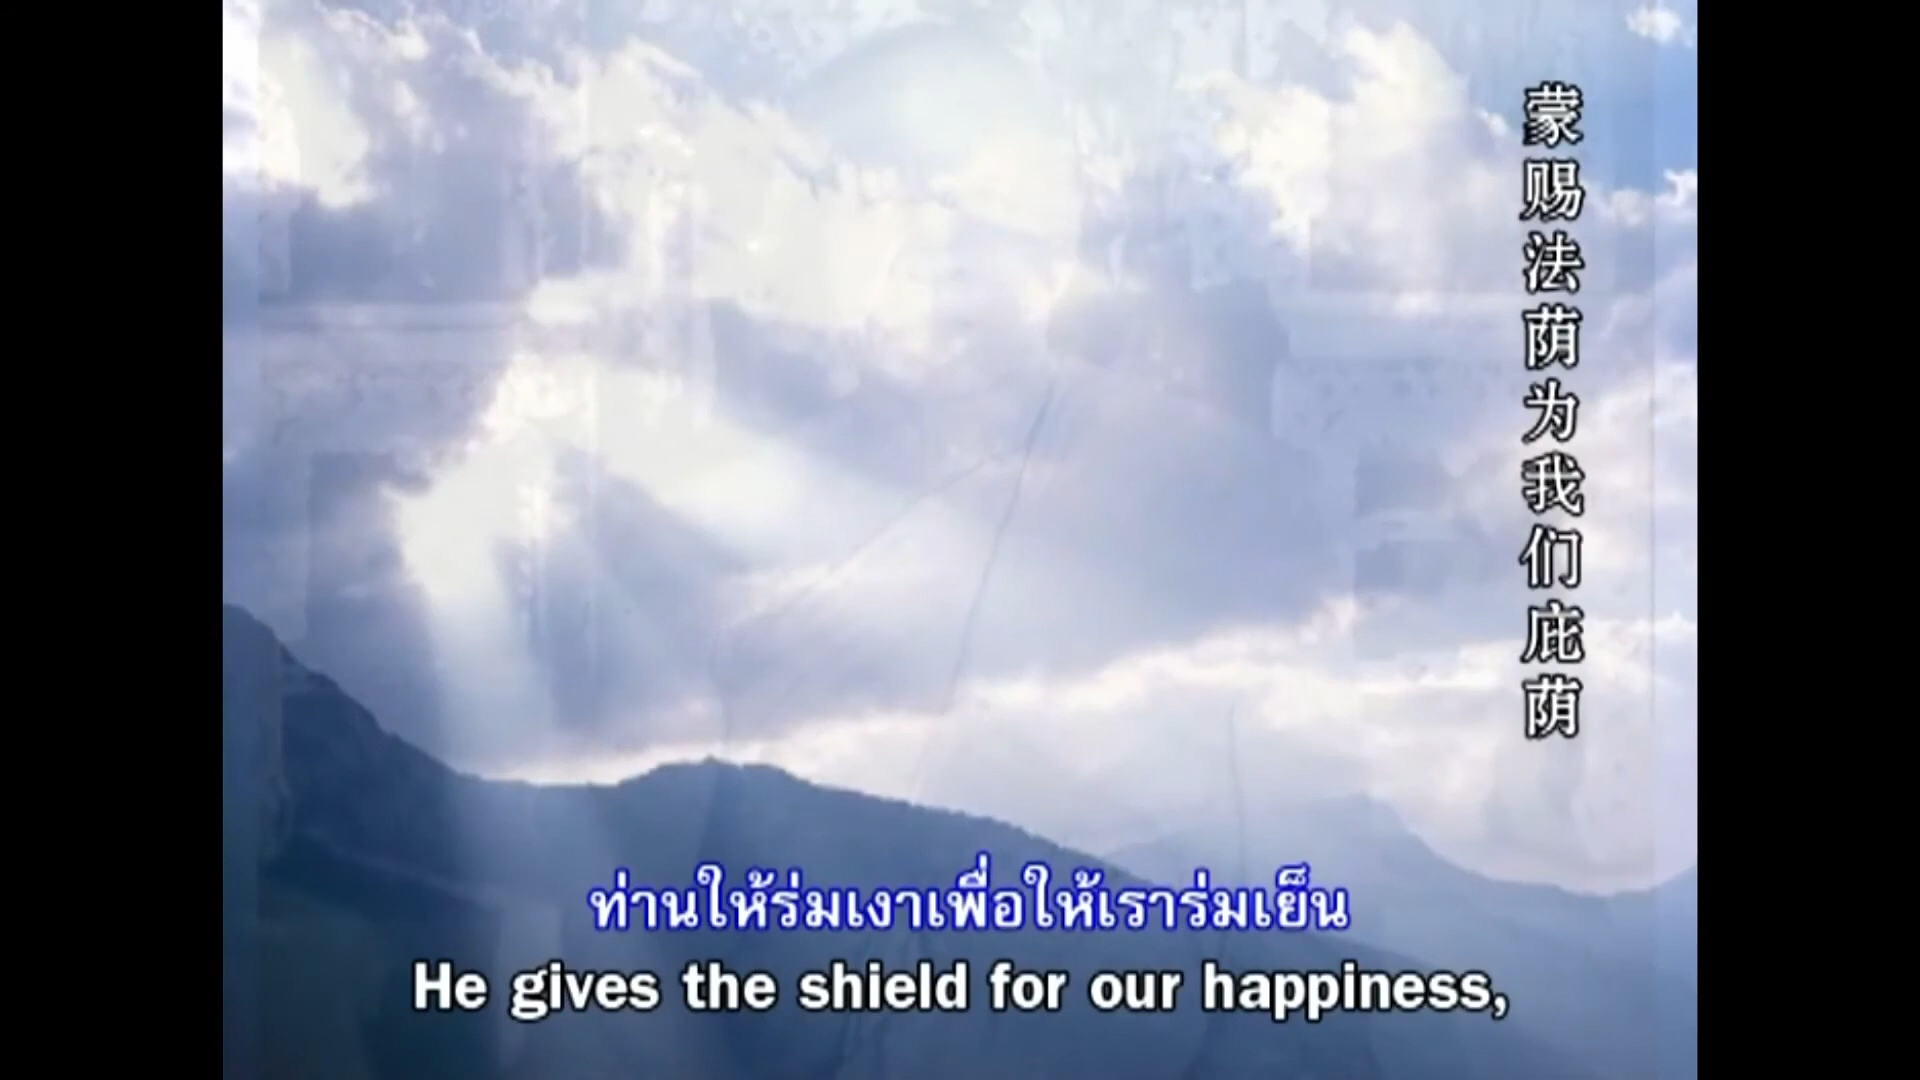 蒙赐法荫为我们庇荫
ท่านให้ร่มเงาเพื่อให้เราร่มเย็น
He gives the shield for our happiness,